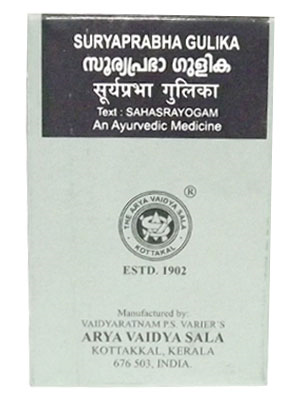 SURYAPRABHA GULIKA
സൂര്യപ്രഭാ ഗുളിക
सूर्यप्रभा गुलिका
Text : SAHASRAYOGAM
An Ayurvedic Medicine
®
THE ARYA VAIDYA SALA
KOTTAKAL
ESTD. 1902
Manufactured by:
VAIDYARATNAM P.S. VARIER'S
ARYA VAIDYA SALA
KOTTAKKAL, KERALA
676 503, INDIA.